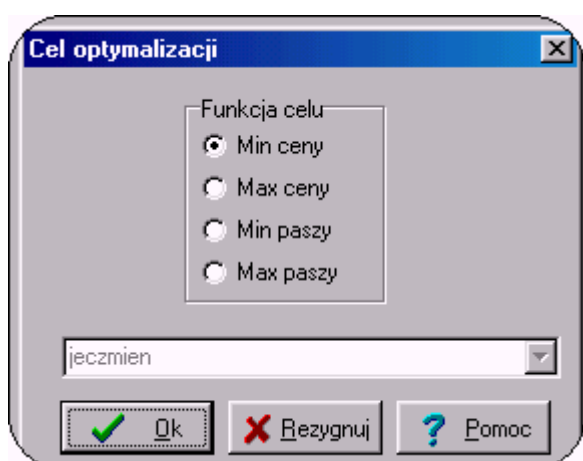 Cel optymalizacji
Funkcja celu
Min ceny
Max ceny
Min paszy
Max paszy
jeczmien
Ok
Rezygnuj
Pomoc